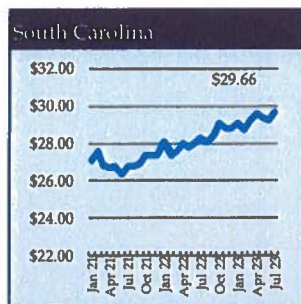 South Carolina
$32.00
$29.66
$30.00
$28.00
$26.00
$24.00
$22.00
Jan 21
Apr 21
Jul 21
Oct 21
Jan 22
Apr 22
Jul 22
Oct 22
Jan 23
Apr 23
Jul 23